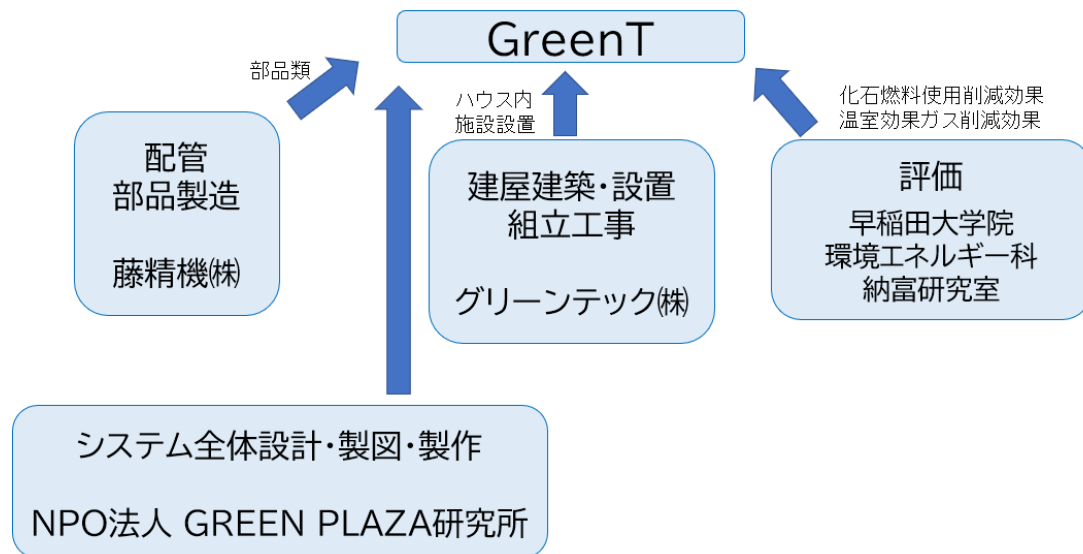 GreenT
部品類
ハウス内
施設設置
化石燃料使用削減効果
温室効果ガス削減効果
配管
部品製造
藤精機㈱
建屋建築・設置
組立工事
グリーンテック㈱
評価
早稲田大学院
環境エネルギー科
納富研究室
システム全体設計・製図・製作
NPO法人 GREEN PLAZA研究所